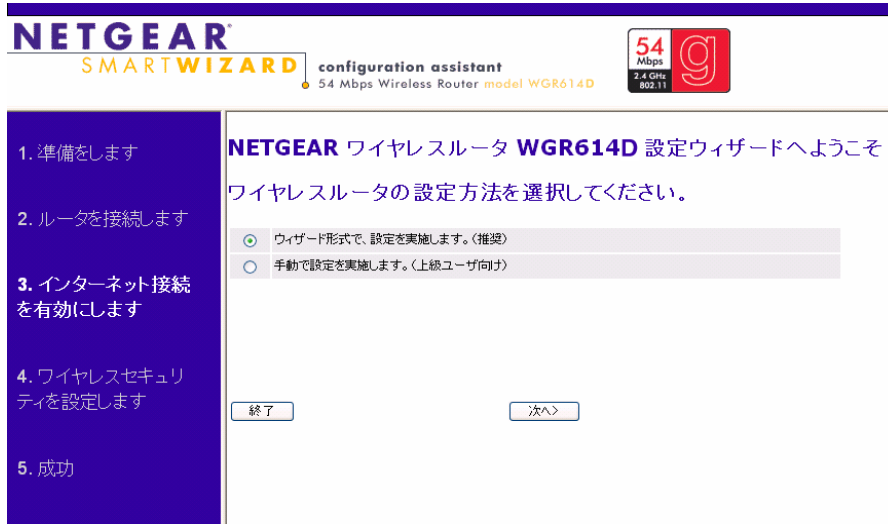 NETGEAR
SMARTWIZARD
configuration assistant
54 Mbps Wireless Router model WGR614D
54
Mbps
2.4 GHz
802.11
g
1. 準備をします
2. ルータを接続します
3. インターネット接続
を有効にします
4. ワイヤレスセキュリ
ティを設定します
5. 成功
NETGEAR ワイヤレスルータ WGR614D 設定ウィザードへようこそ
ワイヤレスルータの設定方法を選択してください。
ウィザード形式で、設定を実施します。(推奨)
手動で設定を実施します。(上級ユーザ向け)
終了
次へ>